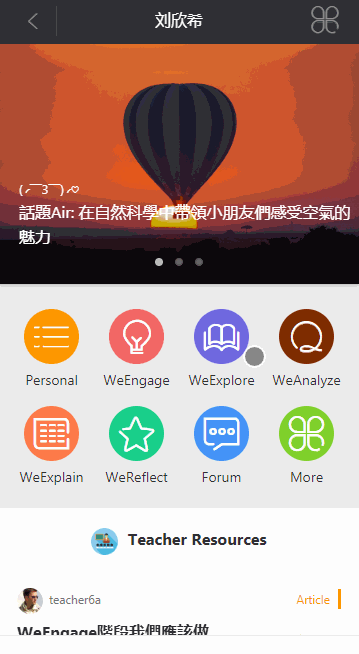 刘欣希
( ╭ ̄3 ̄)╭♡
話題Air: 在自然科學中帶領小朋友們感受空氣的
魅力
Personal
WeEngage
WeExplore
WeAnalyze
WeExplain
WeReflect
Forum
More
Teacher Resources
teacher6a
Article
WeEngage階段我們應該做